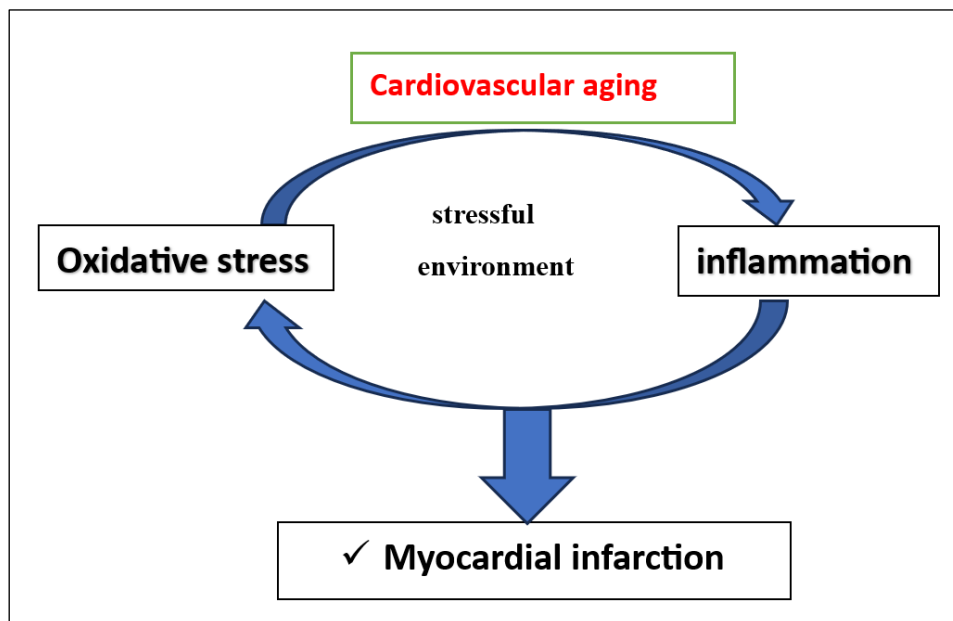 Cardiovascular aging
stressful
environment
Oxidative stress
inflammation
✓ Myocardial infarction